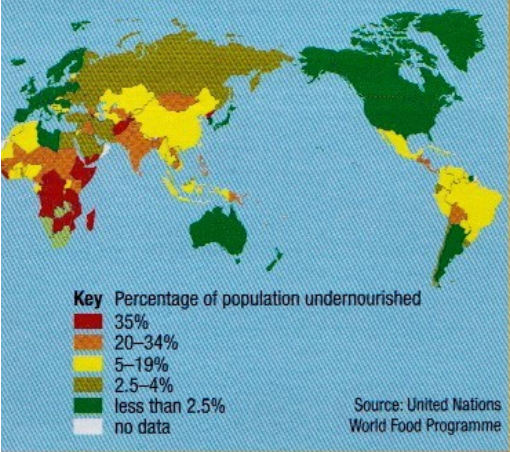 Key Percentage of population undernourished
35%
20–34%
5–19%
2.5–4%
less than 2.5%
no data
Source: United Nations
World Food Programme